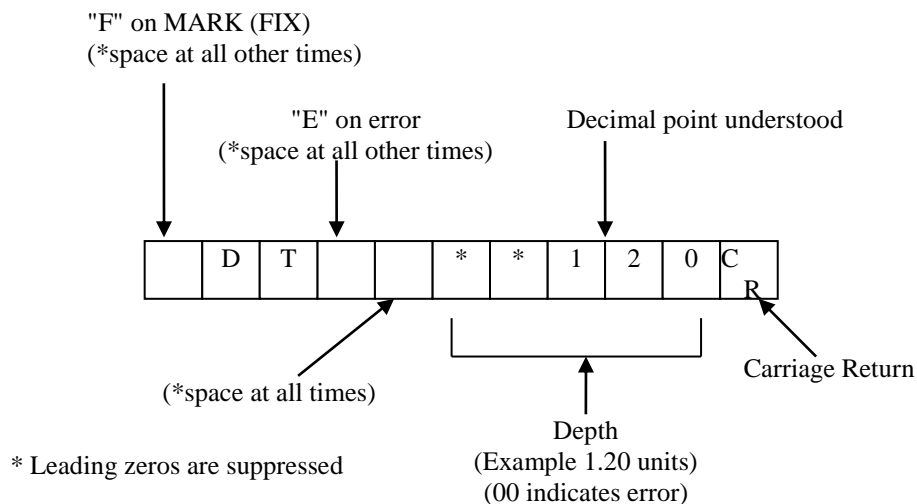 "F" on MARK (FIX)
(*space at all other times)
"E" on error
(*space at all other times)
Decimal point understood
D T * * 1 2 0 C
R
(*space at all times)
Carriage Return
Depth
(Example 1.20 units)
(00 indicates error)
* Leading zeros are suppressed